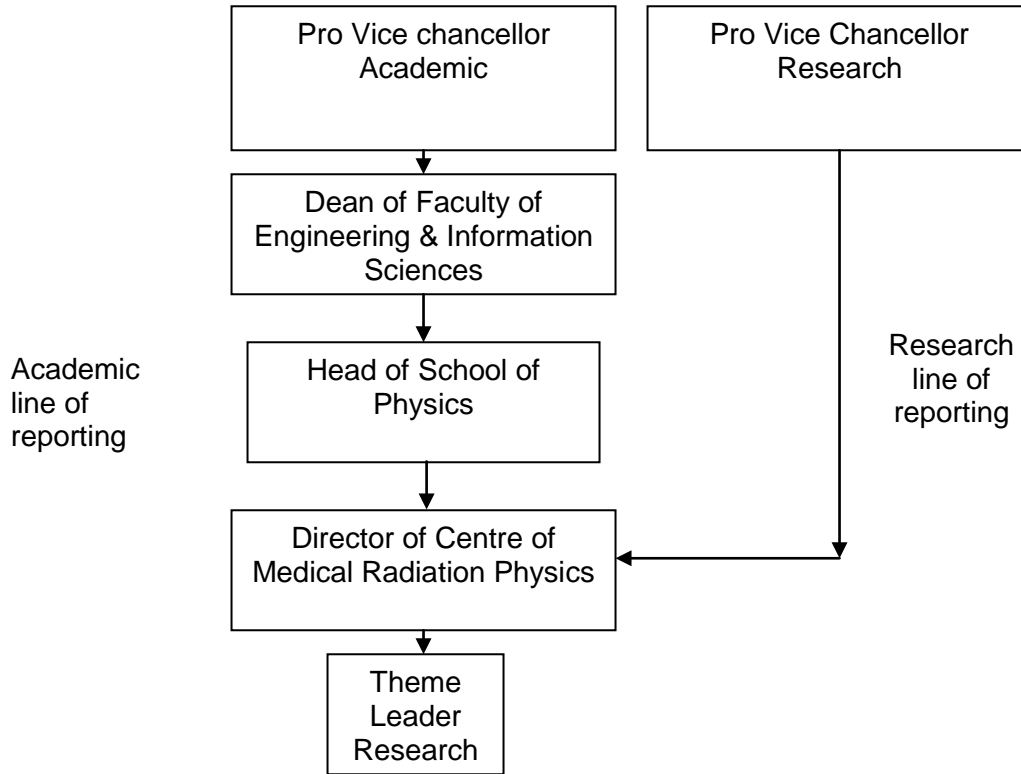 Pro Vice chancellor
Academic
Pro Vice Chancellor
Research
Dean of Faculty of
Engineering & Information
Sciences
Academic
line of
reporting
Head of School of
Physics
Research
line of
reporting
Director of Centre of
Medical Radiation Physics
Theme
Leader
Research